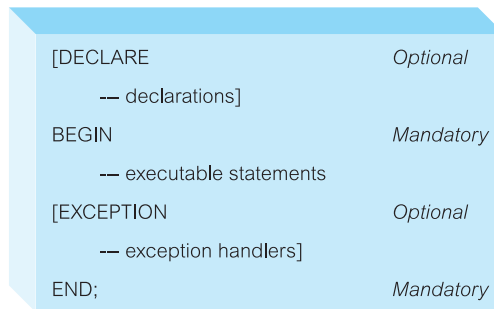 [DECLARE Optional
-- declarations]
BEGIN Mandatory
-- executable statements
[EXCEPTION Optional
-- exception handlers]
END; Mandatory